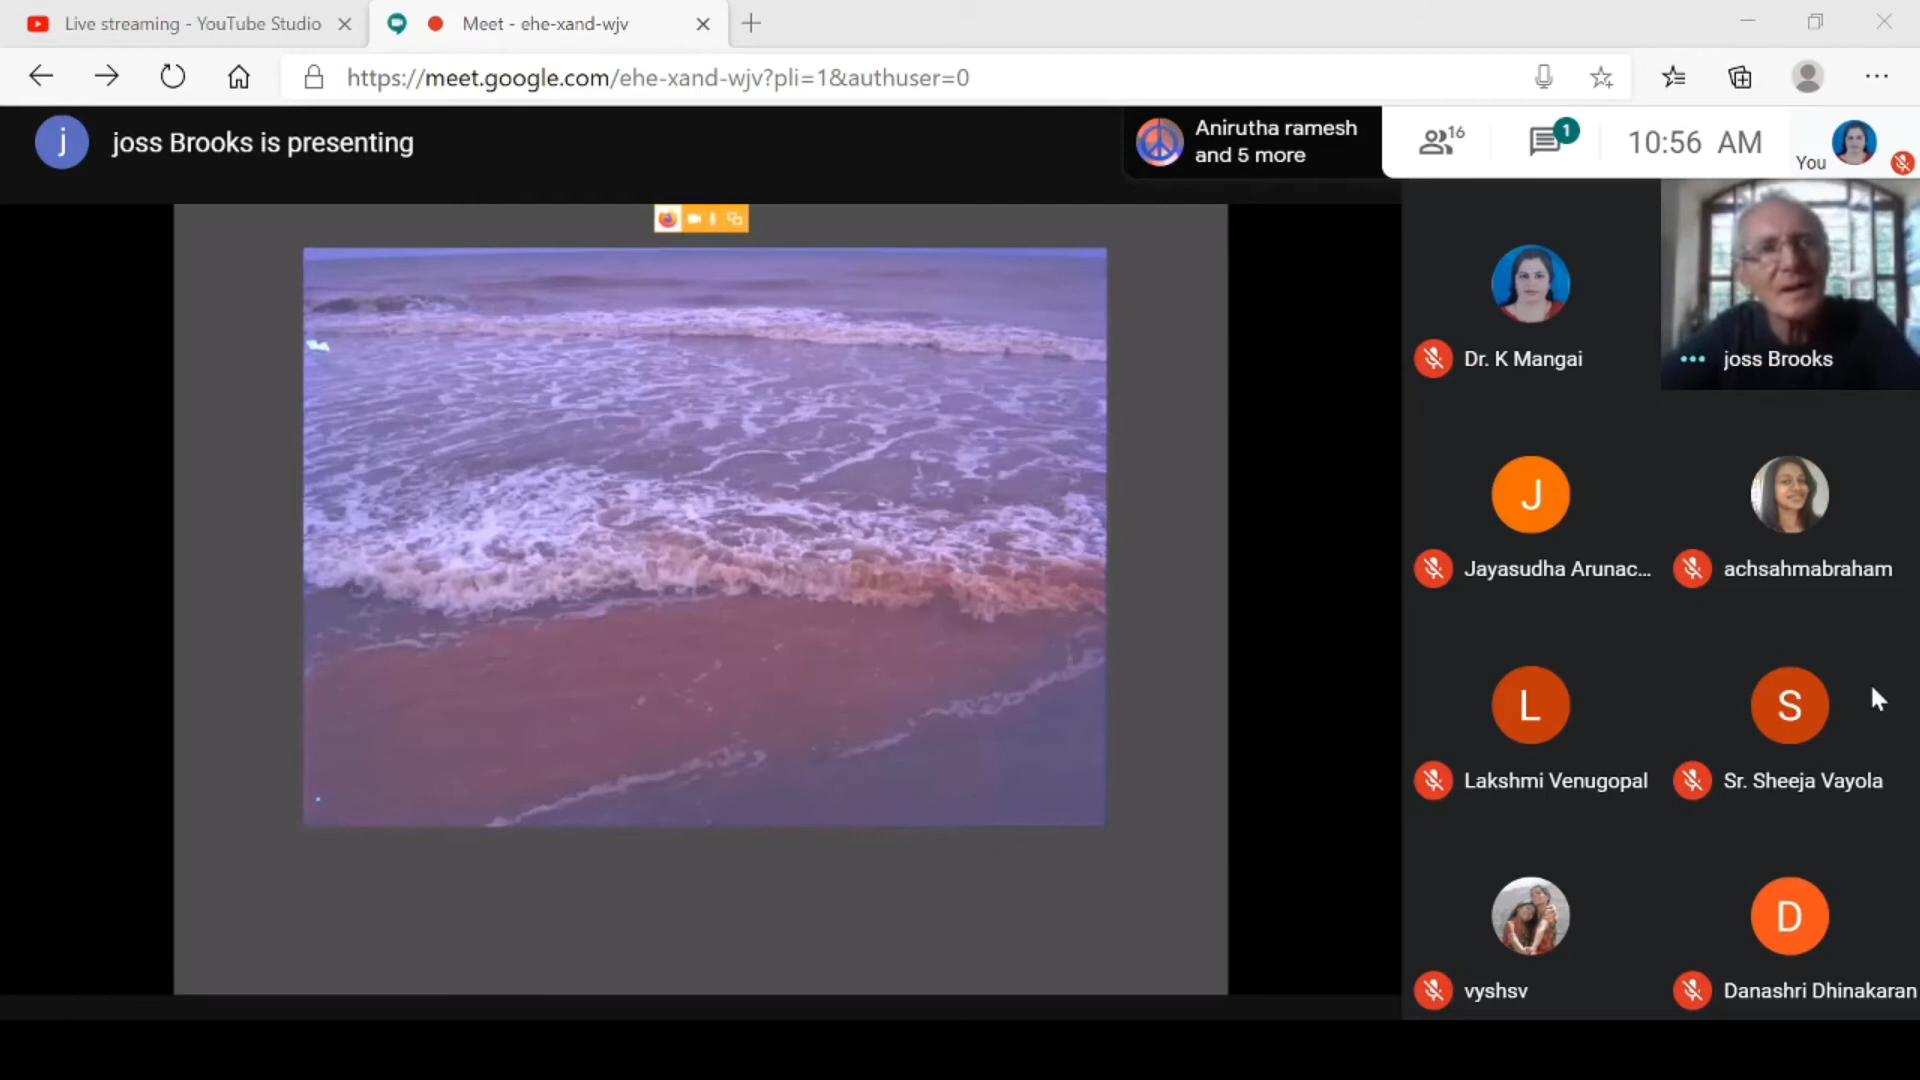 Live streaming - YouTube Studio
Meet - ehe-xand-wjv
https://meet.google.com/ehe-xand-wjv?pli=1&authuser=0
j
joss Brooks is presenting
Anirutha ramesh
and 5 more
16
1
10:56 AM
You
Dr. K Mangai
joss Brooks
J
Jayasudha Arunac...
achsahmabraham
L
Lakshmi Venugopal
S
Sr. Sheeja Vayola
vyshsv
D
Danashri Dhinakaran